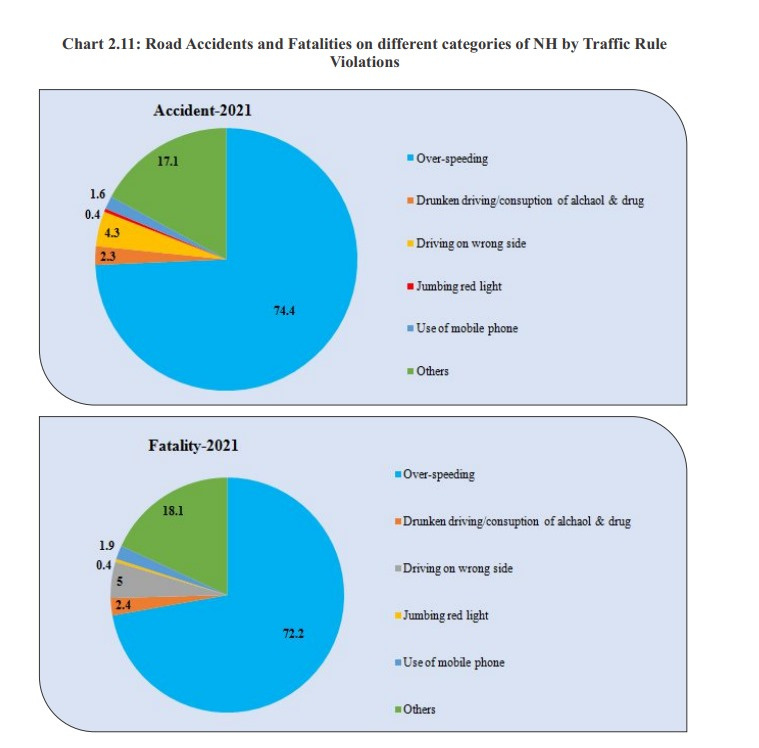 Chart 2.11: Road Accidents and Fatalities on different categories of NH by Traffic Rule
Violations
Accident-2021
17.1
1.6
0.4
4.3
2.3
74.4
Over-speeding
Drunken driving/consuption of alchaol & drug
Driving on wrong side
Jumbing red light
Use of mobile phone
Others
Fatality-2021
18.1
1.9
0.4
5
2.4
72.2
Over-speeding
Drunken driving/consuption of alchaol & drug
Driving on wrong side
Jumbing red light
Use of mobile phone
Others